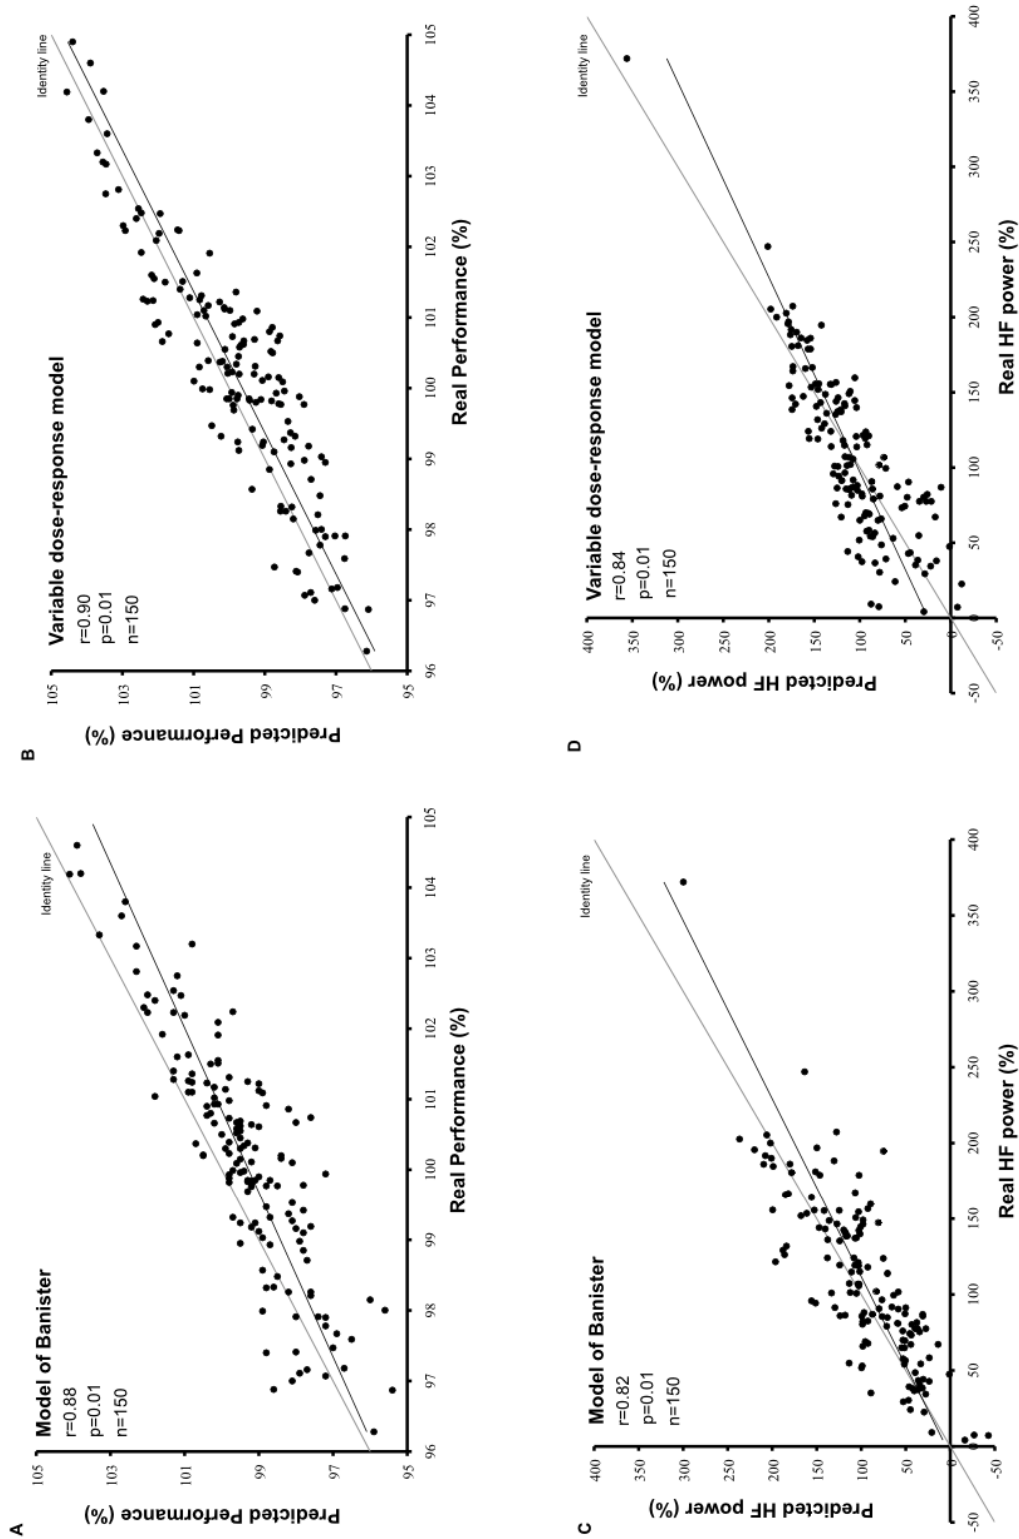 A
Model of Banister
r=0.88
p=0.01
n=150
Identity line
Predicted Performance (%)
105
103
101
99
97
95
96
97
98
99
100
101
102
103
104
105
Real Performance (%)
B
Variable dose-response model
r=0.90
p=0.01
n=150
Identity line
Predicted Performance (%)
105
103
101
99
97
95
96
97
98
99
100
101
102
103
104
105
Real Performance (%)
C
Model of Banister
r=0.82
p=0.01
n=150
Identity line
Predicted HF power (%)
400
350
300
250
200
150
100
50
0
-50
-50
0
50
100
150
200
250
300
350
400
Real HF power (%)
D
Variable dose-response model
r=0.84
p=0.01
n=150
Identity line
Predicted HF power (%)
400
350
300
250
200
150
100
50
0
-50
-50
0
50
100
150
200
250
300
350
400
Real HF power (%)